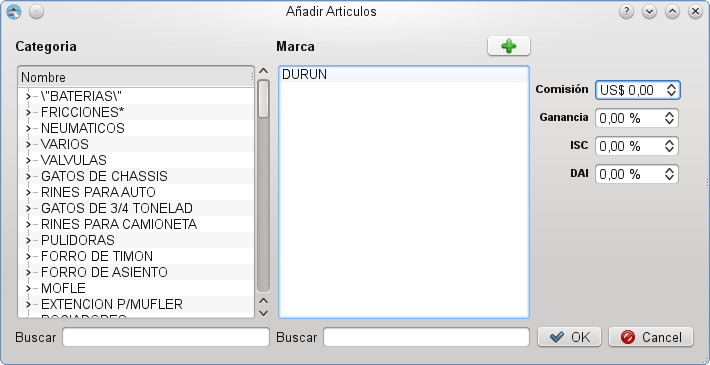 Añadir Articulos
Categoria
Marca
Nombre
\"BATERIAS\"
FRICCIONES*
NEUMATICOS
VARIOS
VALVULAS
GATOS DE CHASSIS
RINES PARA AUTO
GATOS DE 3/4 TONELAD
RINES PARA CAMIONETA
PULIDORAS
FORRO DE TIMON
FORRO DE ASIENTO
MOFLE
EXTENCION P/MUFLER
DURUN
Comisión US$ 0,00
Ganancia 0,00 %
ISC 0,00 %
DAI 0,00 %
Buscar
Buscar
OK
Cancel